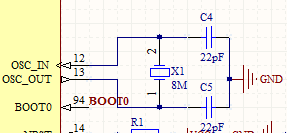 C4
OSC_IN 12 2 22pF
OSC_OUT 13 X1 GND
8M
1 C5
BOOT0 94 BOOT0 22pF
14 R1